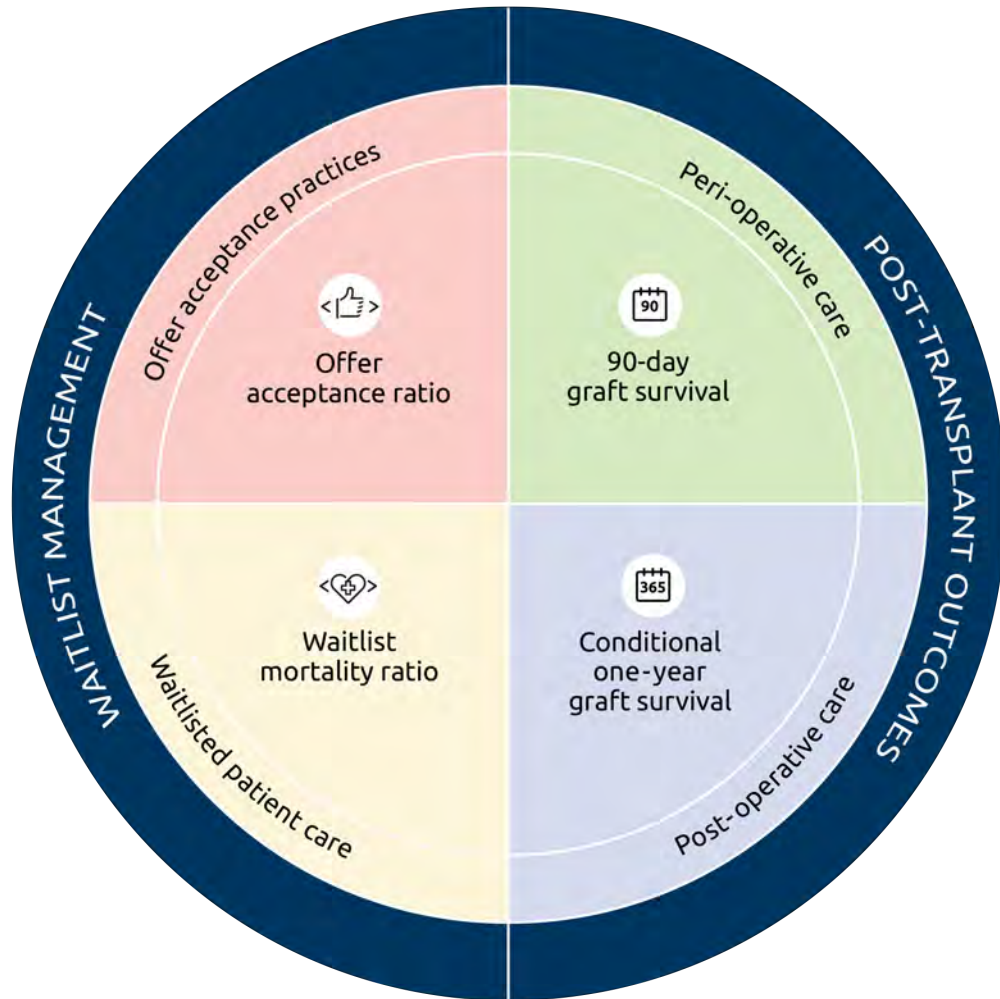 WAITLIST MANAGEMENT
Offer acceptance practices
Offer
acceptance ratio
Waitlist
mortality ratio
Waitlisted patient care
POST-TRANSPLANT OUTCOMES
Peri-operative care
90
90-day
graft survival
365
Conditional
one-year
graft survival
Post-operative care